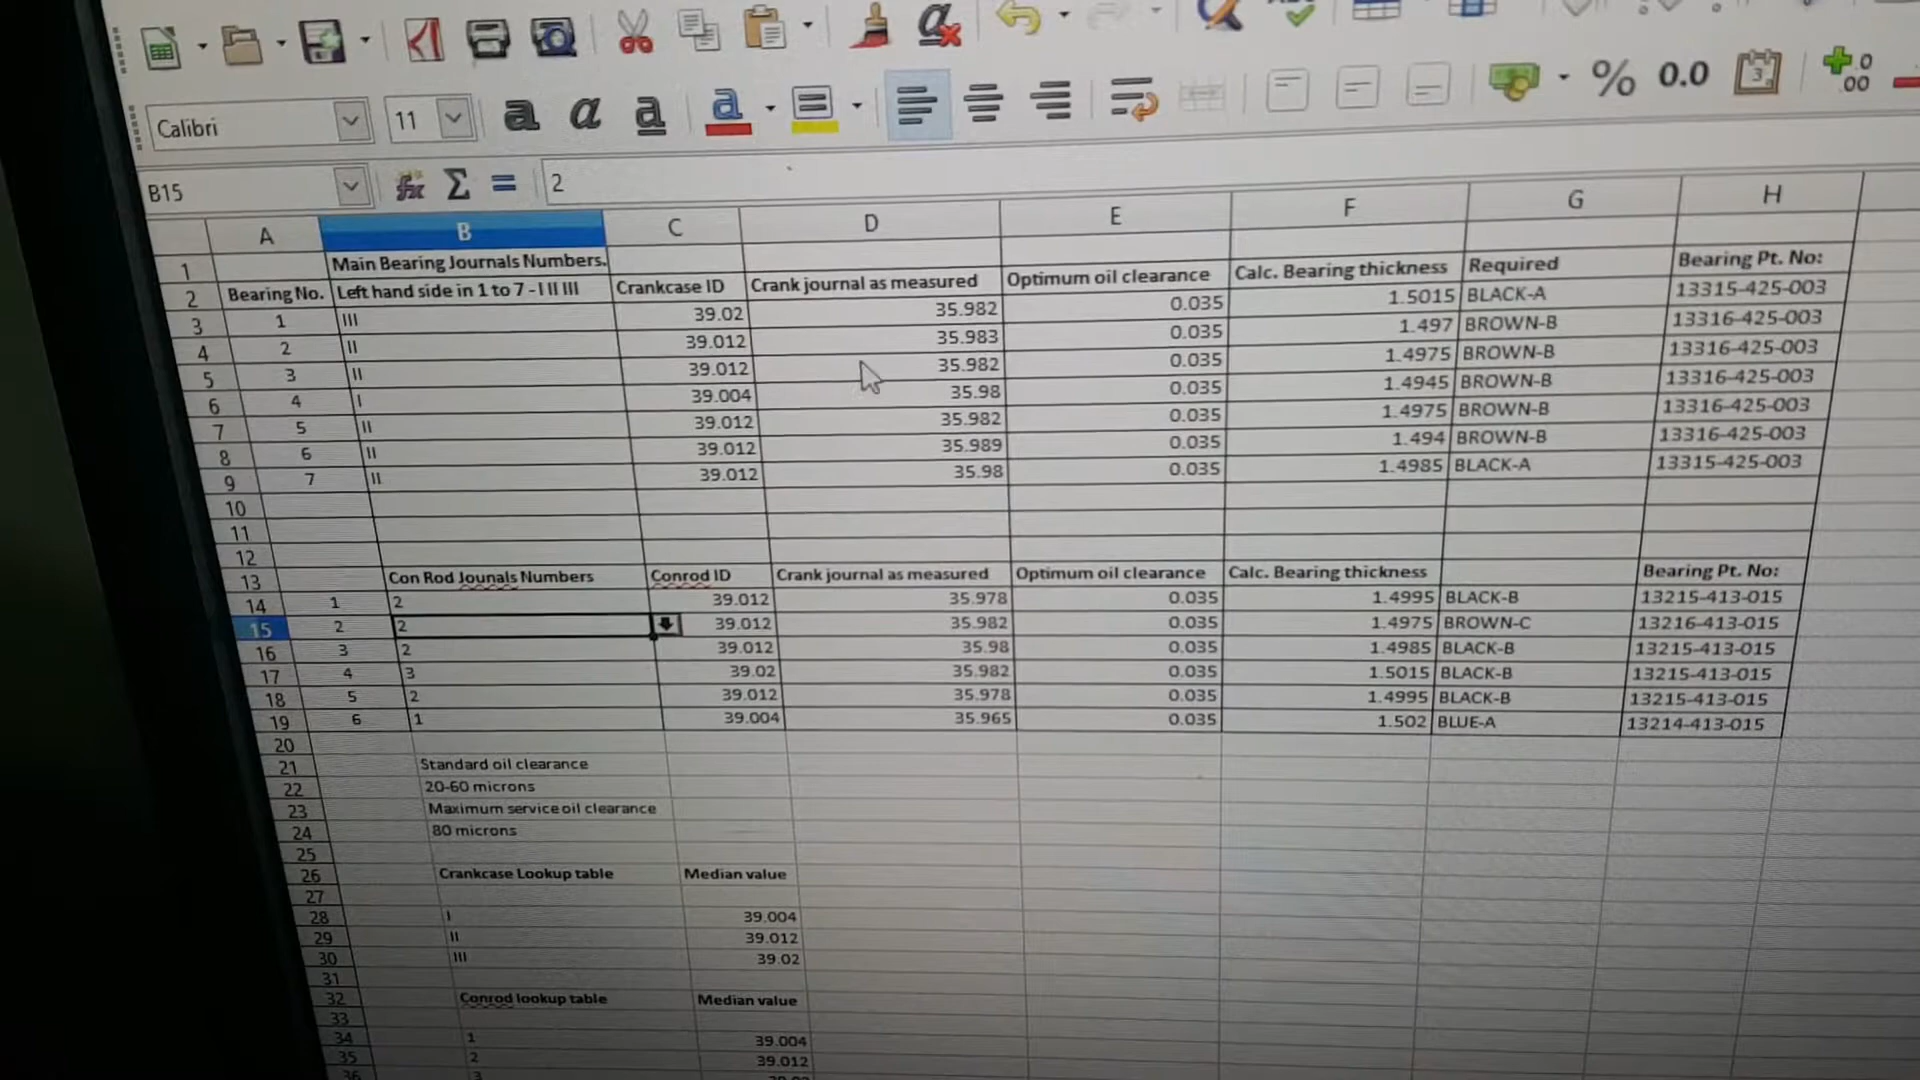 Calibri 11 a a a a % 0.0
B15 fx Σ = 2
A B C D E F G H
1 Main Bearing Journals Numbers.
2 Bearing No. Left hand side in 1 to 7 - I II III Crankcase ID Crank journal as measured Optimum oil clearance Calc. Bearing thickness Required Bearing Pt. No:
3 1 III 39.02 35.982 0.035 1.5015 BLACK-A 13315-425-003
4 2 II 39.012 35.983 0.035 1.497 BROWN-B 13316-425-003
5 3 II 39.012 35.982 0.035 1.4975 BROWN-B 13316-425-003
6 4 I 39.004 35.98 0.035 1.4945 BROWN-B 13316-425-003
7 5 II 39.012 35.982 0.035 1.4975 BROWN-B 13316-425-003
8 6 II 39.012 35.989 0.035 1.494 BROWN-B 13316-425-003
9 7 II 39.012 35.98 0.035 1.4985 BLACK-A 13315-425-003
10
11
12
13 Con Rod Jounals Numbers Conrod ID Crank journal as measured Optimum oil clearance Calc. Bearing thickness Bearing Pt. No:
14 1 2 39.012 35.978 0.035 1.4995 BLACK-B 13215-413-015
15 2 2 39.012 35.982 0.035 1.4975 BROWN-C 13216-413-015
16 3 2 39.012 35.98 0.035 1.4985 BLACK-B 13215-413-015
17 4 3 39.02 35.982 0.035 1.5015 BLACK-B 13215-413-015
18 5 2 39.012 35.978 0.035 1.4995 BLACK-B 13215-413-015
19 6 1 39.004 35.965 0.035 1.502 BLUE-A 13214-413-015
20
21 Standard oil clearance
22 20-60 microns
23 Maximum service oil clearance
24 80 microns
25
26 Crankcase Lookup table Median value
27
28 I 39.004
29 II 39.012
30 III 39.02
31
32 Conrod lookup table Median value
33
34 1 39.004
35 2 39.012
36 3